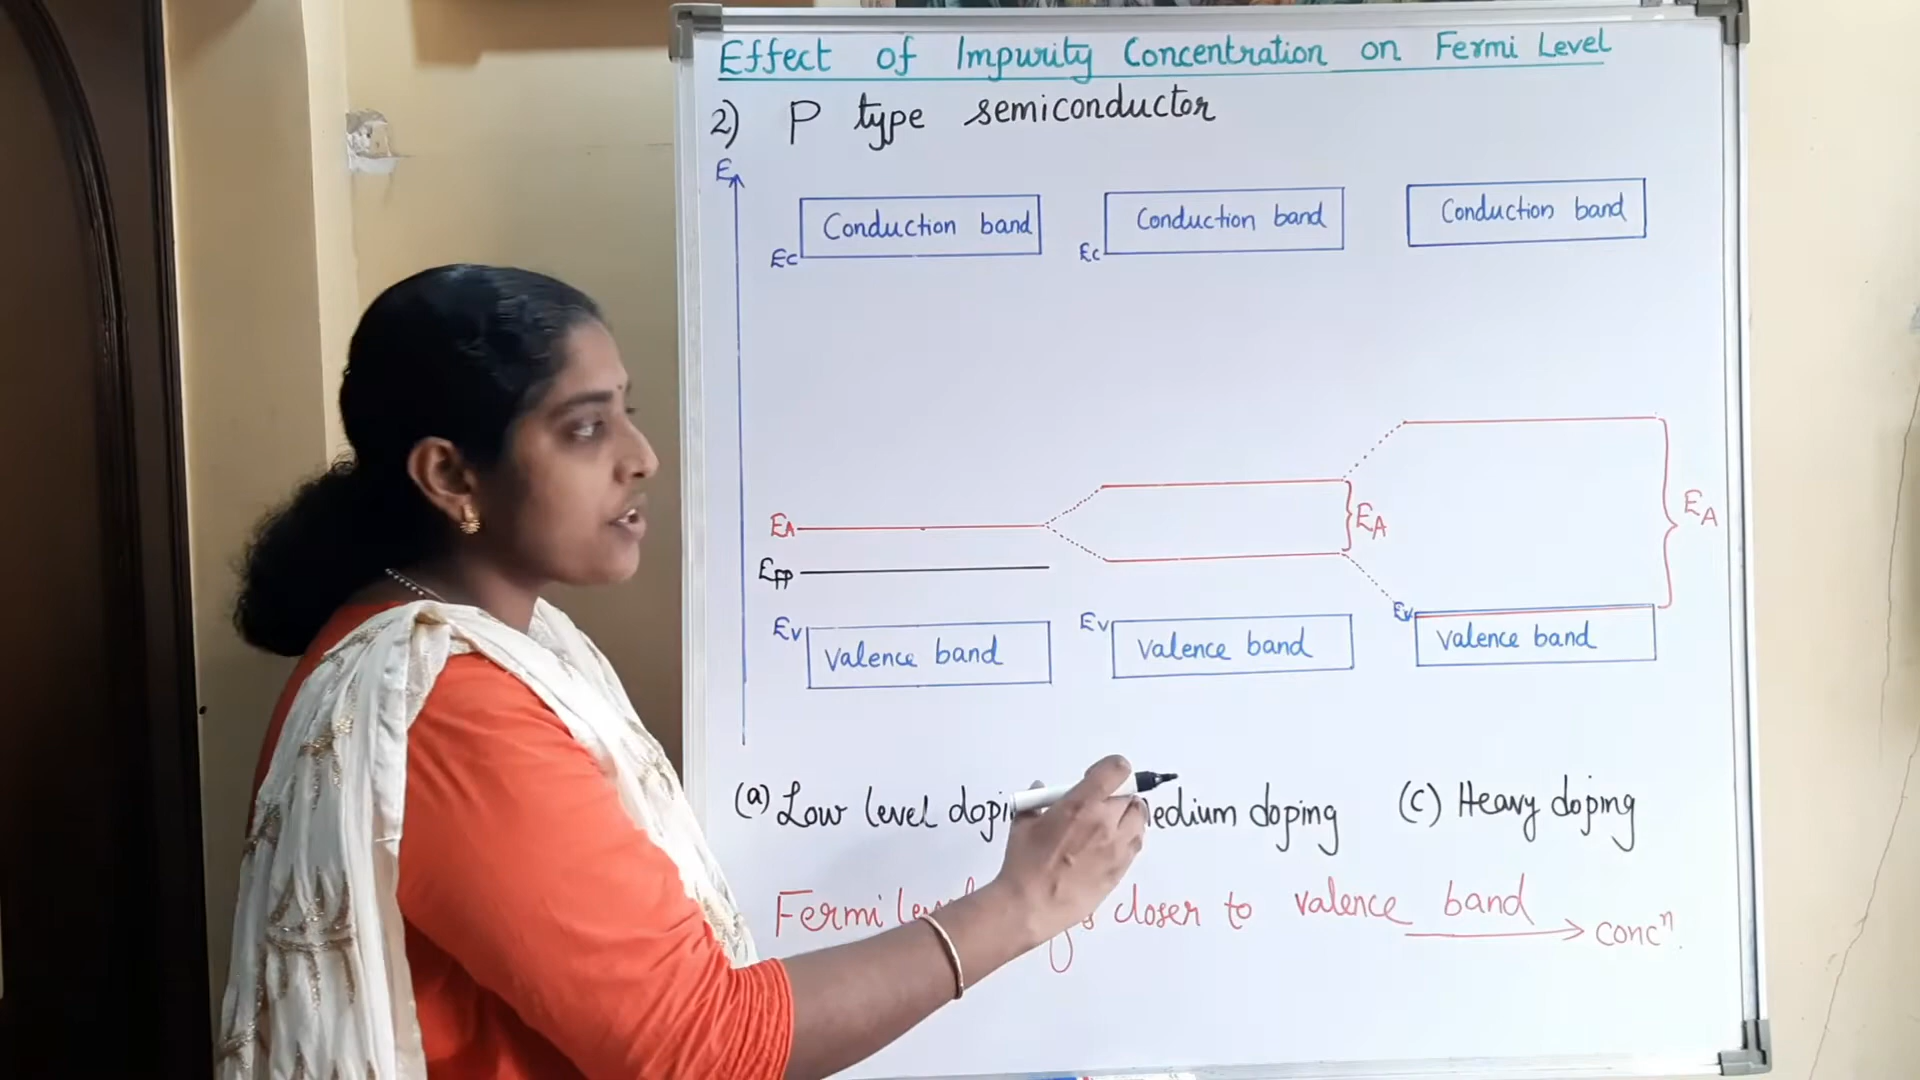 Effect of Impurity Concentration on Fermi Level
2) P type semiconductor
E
Conduction band
Conduction band
Conduction band
Ec
Ec
EA
EA
EA
EFP
Ev
Ev
Ev
Valence band
Valence band
Valence band
(a) Low level doping edium doping (c) Heavy doping
Fermi closer to valence band → concⁿ.